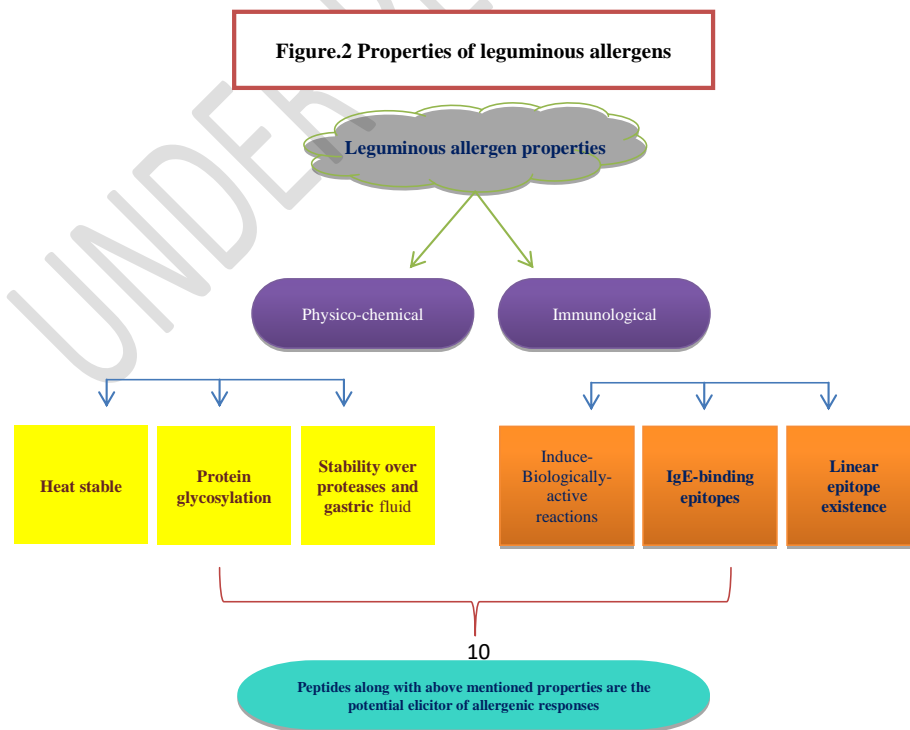 Figure.2 Properties of leguminous allergens
UNDER
Leguminous allergen properties
Physico-chemical
Immunological
Heat stable
Protein
glycosylation
Stability over
proteases and
gastric fluid
Induce-
Biologically-
active
reactions
IgE-binding
epitopes
Linear
epitope
existence
10
Peptides along with above mentioned properties are the
potential elicitor of allergenic responses